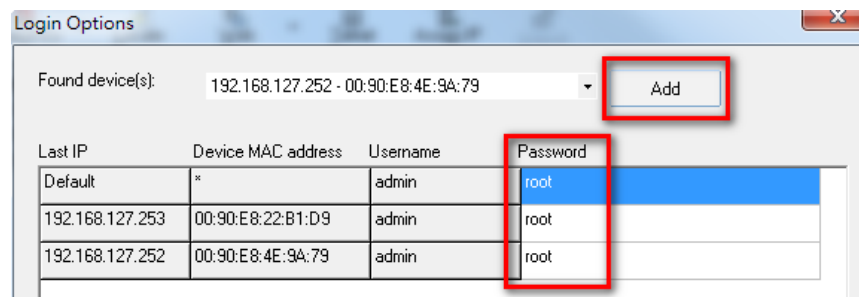 Login Options
Found device(s): 192.168.127.252 - 00:90:E8:4E:9A:79 Add
Last IP Device MAC address Username Password
Default * admin root
192.168.127.253 00:90:E8:22:B1:D9 admin root
192.168.127.252 00:90:E8:4E:9A:79 admin root